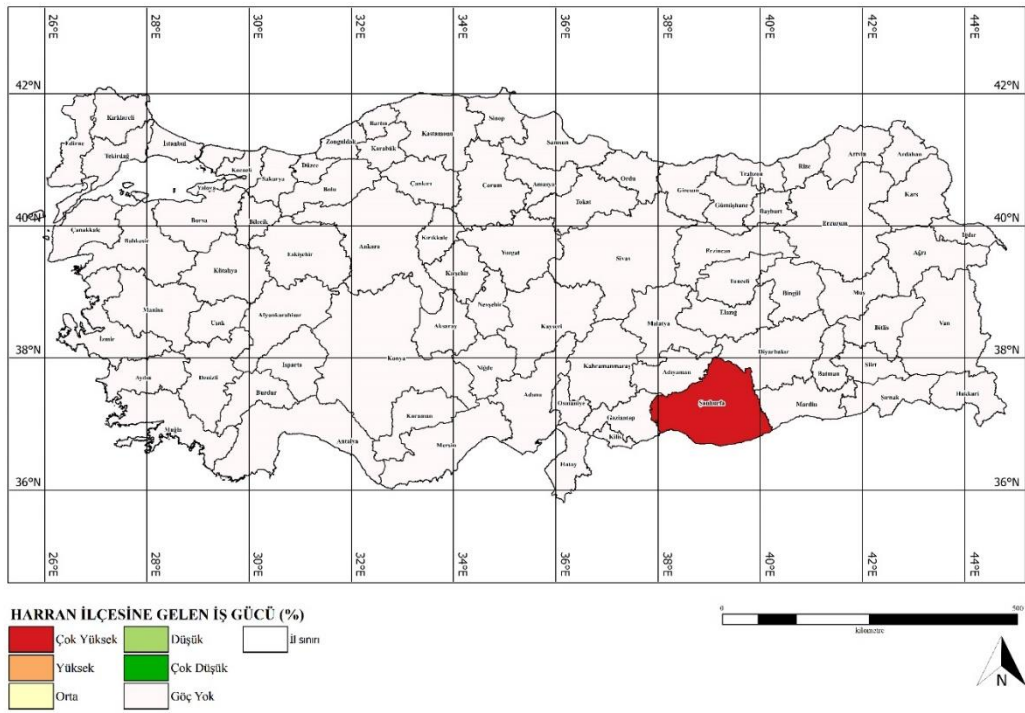 26°E 28°E 30°E 32°E 34°E 36°E 38°E 40°E 42°E 44°E
42°N 42°N
Kırklareli Edirne Tekirdağ İstanbul Kocaeli Yalova Sakarya Düzce Zonguldak Bartın Karabük Kastamonu Sinop Samsun
Bolu Çankırı Çorum Amasya Ordu Tokat Giresun Trabzon Gümüşhane Bayburt Rize Artvin Ardahan Kars
40°N 40°N
Çanakkale Balıkesir Bursa Bilecik Eskişehir Ankara Kırıkkale Yozgat Sivas Erzincan Erzurum Ağrı Iğdır
Kütahya Kırşehir Tunceli Bingöl Muş
Manisa Uşak Afyonkarahisar Aksaray Nevşehir Kayseri Malatya Elazığ Bitlis Van
İzmir
38°N 38°N
Aydın Denizli Isparta Konya Niğde Kahramanmaraş Adıyaman Diyarbakır Batman Siirt
Burdur Karaman Adana Osmaniye Gaziantep Şanlıurfa Mardin Şırnak Hakkari
Muğla Antalya Mersin Kilis
Hatay
36°N 36°N
26°E 28°E 30°E 32°E 34°E 36°E 38°E 40°E 42°E 44°E
HARRAN İLÇESİNE GELEN İŞ GÜCÜ (%)
Çok Yüksek Düşük İl sınırı
Yüksek Çok Düşük
Orta Göç Yok
0 500
kilometre
N